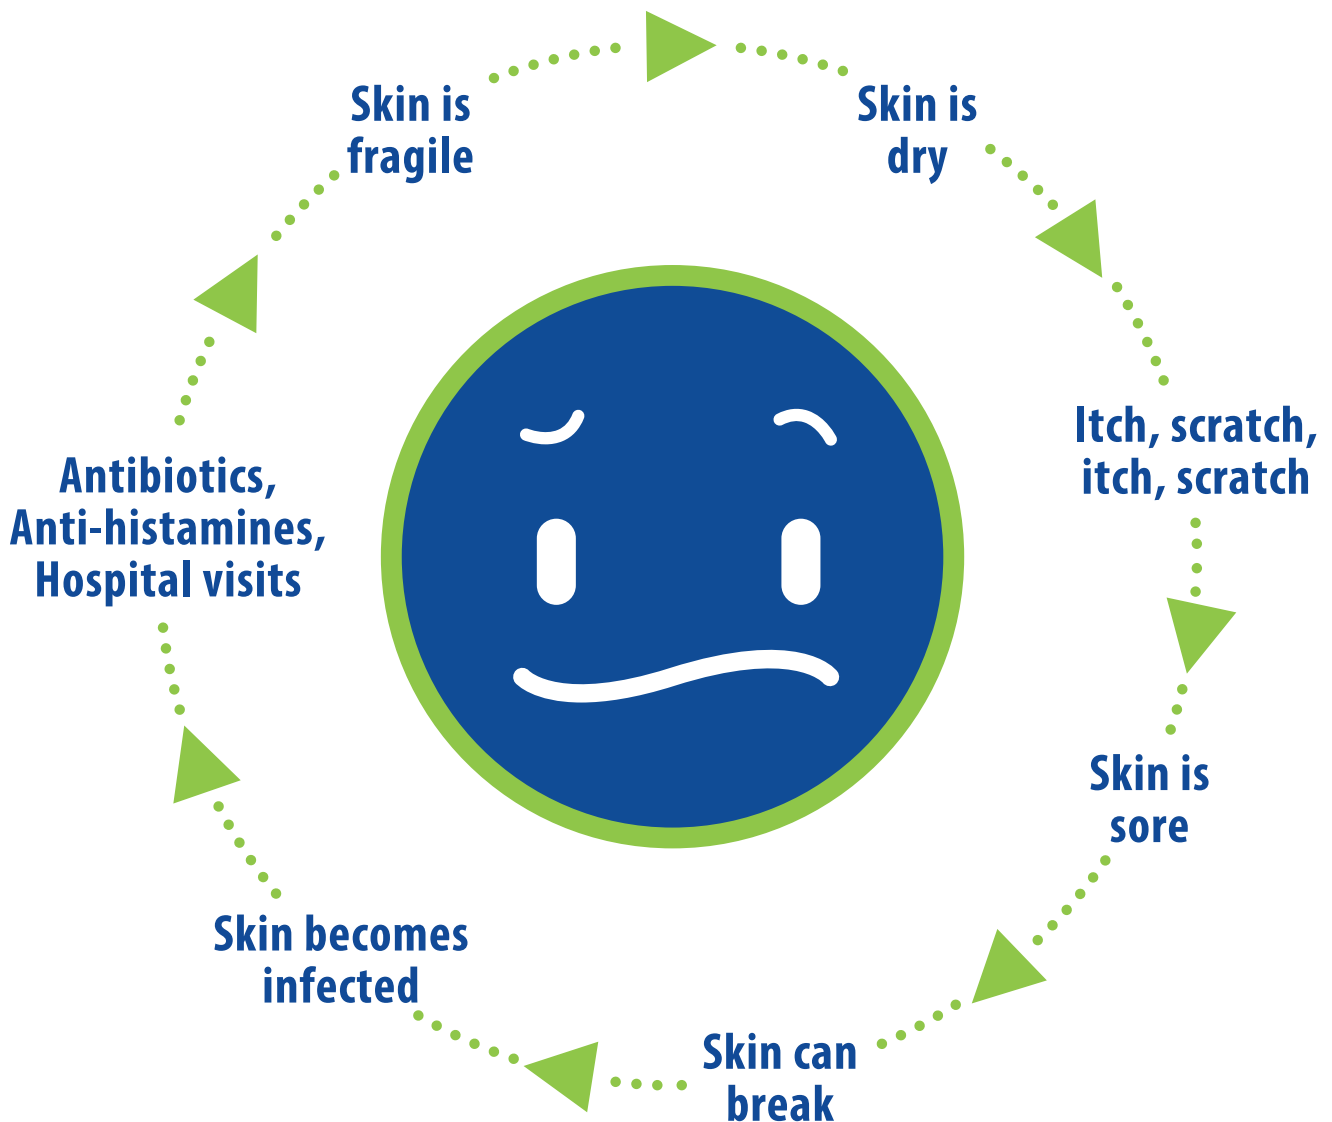 Skin is
fragile
Skin is
dry
Itch, scratch,
itch, scratch
Skin is
sore
Skin can
break
Skin becomes
infected
Antibiotics,
Anti-histamines,
Hospital visits